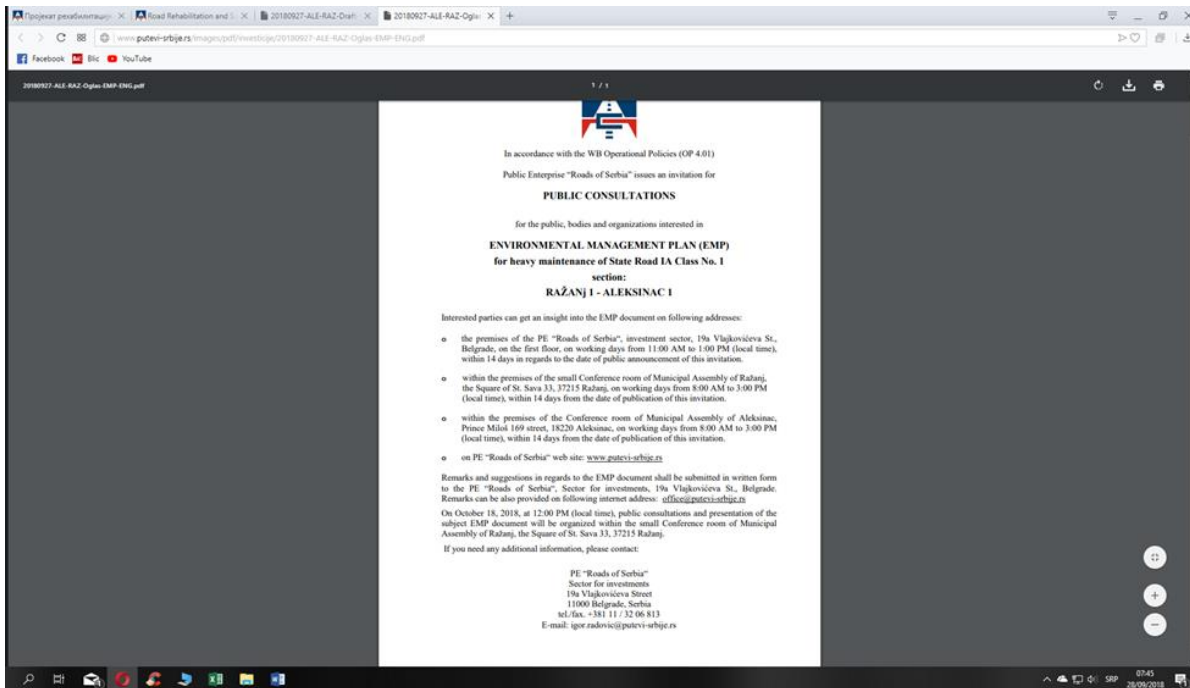 Пројекат рехабилитациј
Road Rehabilitation and S
20180927-ALE-RAZ-Draft
20180927-ALE-RAZ-Oglas
www.putevi-srbije.rs/images/pdf/investicije/20180927-ALE-RAZ-Oglas-EMP-ENG.pdf
Facebook Blic YouTube
20180927-ALE-RAZ-Oglas-EMP-ENG.pdf
1 / 1
In accordance with the WB Operational Policies (OP 4.01)
Public Enterprise “Roads of Serbia” issues an invitation for
PUBLIC CONSULTATIONS
for the public, bodies and organizations interested in
ENVIRONMENTAL MANAGEMENT PLAN (EMP)
for heavy maintenance of State Road IA Class No. 1
section:
RAŽANj 1 - ALEKSINAC 1
Interested parties can get an insight into the EMP document on following addresses:
o the premises of the PE “Roads of Serbia“, investment sector, 19a Vlajkovićeva St.,
Belgrade, on the first floor, on working days from 11:00 AM to 1:00 PM (local time),
within 14 days in regards to the date of public announcement of this invitation.
o within the premises of the small Conference room of Municipal Assembly of Ražanj,
the Square of St. Sava 33, 37215 Ražanj, on working days from 8:00 AM to 3:00 PM
(local time), within 14 days from the date of publication of this invitation.
o within the premises of the Conference room of Municipal Assembly of Aleksinac,
Prince Miloš 169 street, 18220 Aleksinac, on working days from 8:00 AM to 3:00 PM
(local time), within 14 days from the date of publication of this invitation.
o on PE “Roads of Serbia“ web site: www.putevi-srbije.rs
Remarks and suggestions in regards to the EMP document shall be submitted in written form
to the PE “Roads of Serbia“, Sector for investments, 19a Vlajkovićeva St., Belgrade.
Remarks can be also provided on following internet address: office@putevi-srbije.rs
On October 18, 2018, at 12:00 PM (local time), public consultations and presentation of the
subject EMP document will be organized within the small Conference room of Municipal
Assembly of Ražanj, the Square of St. Sava 33, 37215 Ražanj.
If you need any additional information, please contact:
PE “Roads of Serbia“
Sector for investments
19a Vlajkovićeva Street
11000 Belgrade, Serbia
tel./fax. +381 11 / 32 06 813
E-mail: igor.radovic@putevi-srbije.rs
SRP
07:45
28/09/2018